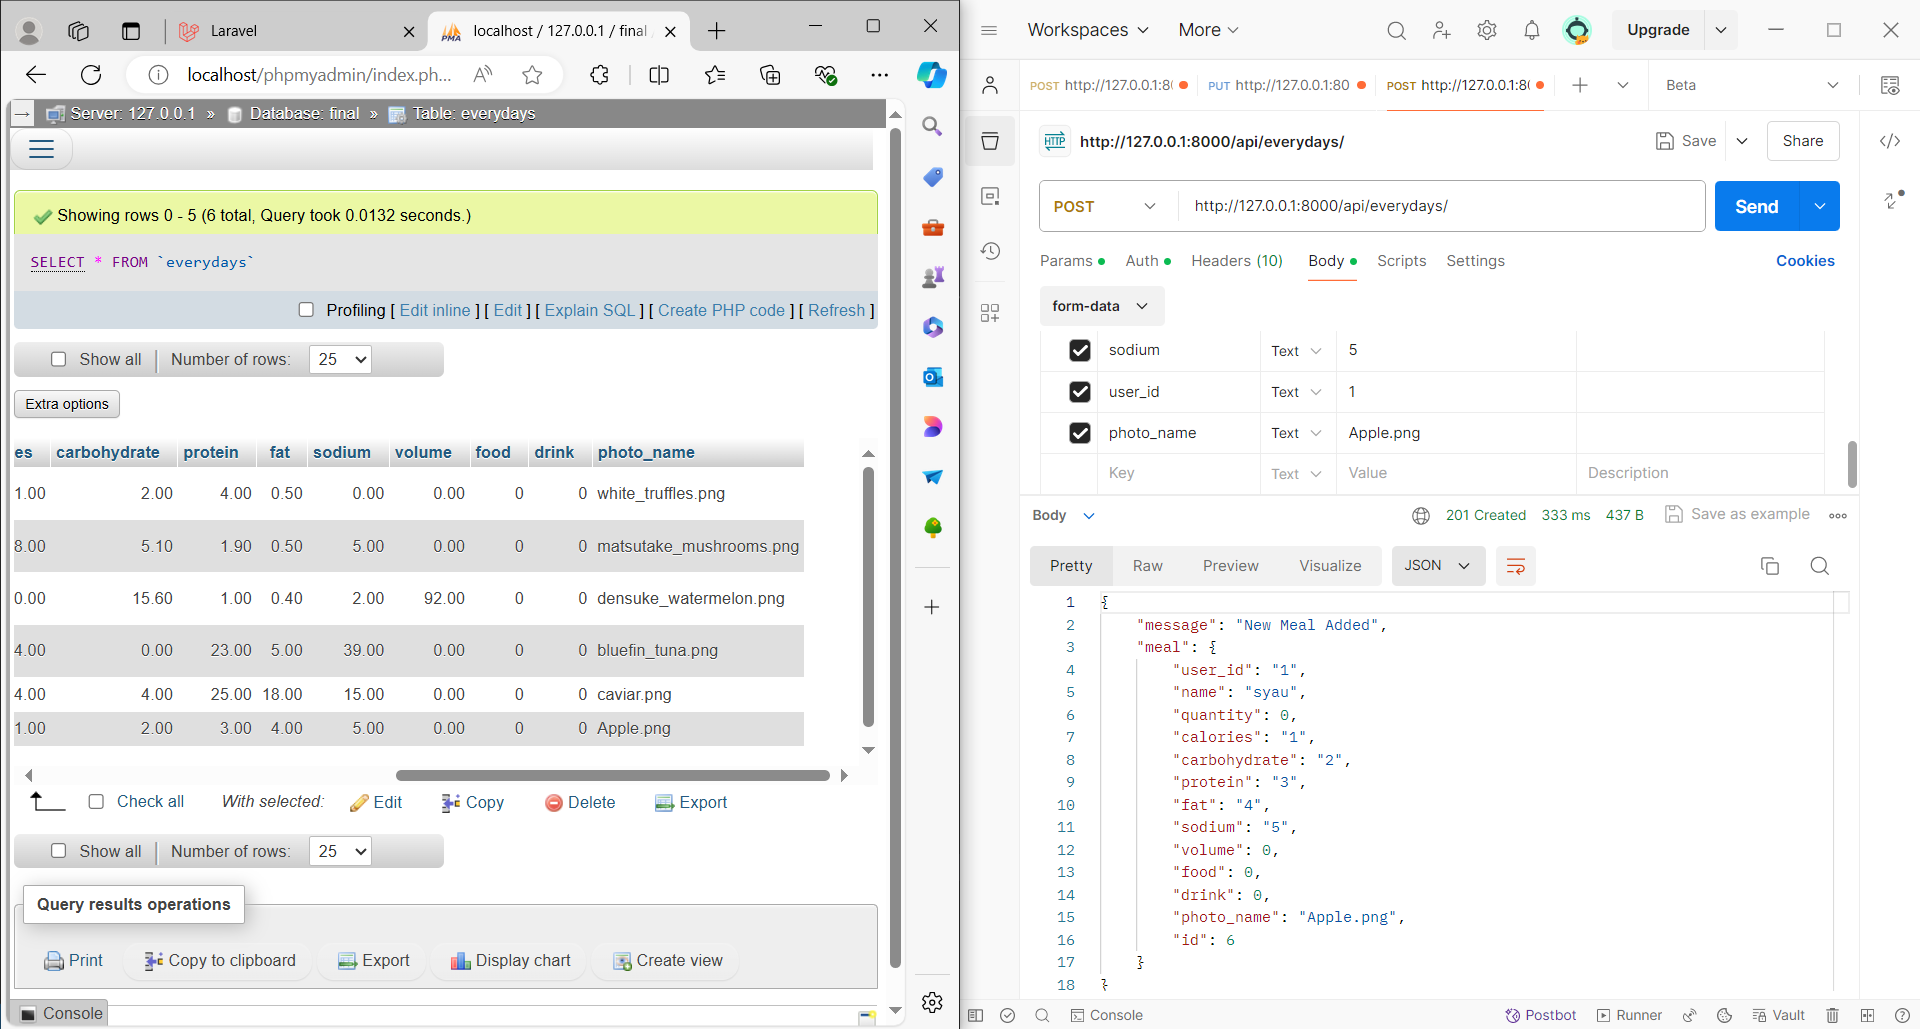 Laravel
localhost / 127.0.0.1 / final
localhost/phpmyadmin/index.ph...
Server: 127.0.0.1 » Database: final » Table: everydays
Showing rows 0 - 5 (6 total, Query took 0.0132 seconds.)
SELECT * FROM `everydays`
Profiling [ Edit inline ] [ Edit ] [ Explain SQL ] [ Create PHP code ] [ Refresh ]
Show all Number of rows: 25
Extra options
es carbohydrate protein fat sodium volume food drink photo_name
1.00 2.00 4.00 0.50 0.00 0.00 0 0 white_truffles.png
8.00 5.10 1.90 0.50 5.00 0.00 0 0 matsutake_mushrooms.png
0.00 15.60 1.00 0.40 2.00 92.00 0 0 densuke_watermelon.png
4.00 0.00 23.00 5.00 39.00 0.00 0 0 bluefin_tuna.png
4.00 4.00 25.00 18.00 15.00 0.00 0 0 caviar.png
1.00 2.00 3.00 4.00 5.00 0.00 0 0 Apple.png
Check all With selected: Edit Copy Delete Export
Show all Number of rows: 25
Query results operations
Print Copy to clipboard Export Display chart Create view
Console
Workspaces More Upgrade
POST http://127.0.0.1:8( PUT http://127.0.0.1:80 POST http://127.0.0.1:8( Beta
HTTP http://127.0.0.1:8000/api/everydays/ Save Share
POST http://127.0.0.1:8000/api/everydays/ Send
Params Auth Headers (10) Body Scripts Settings Cookies
form-data
sodium Text 5
user_id Text 1
photo_name Text Apple.png
Key Text Value Description
Body 201 Created 333 ms 437 B Save as example
Pretty Raw Preview Visualize JSON
1 {
2 "message": "New Meal Added",
3 "meal": {
4 "user_id": "1",
5 "name": "syau",
6 "quantity": 0,
7 "calories": "1",
8 "carbohydrate": "2",
9 "protein": "3",
10 "fat": "4",
11 "sodium": "5",
12 "volume": 0,
13 "food": 0,
14 "drink": 0,
15 "photo_name": "Apple.png",
16 "id": 6
17 }
18 }
Console Postbot Runner Vault